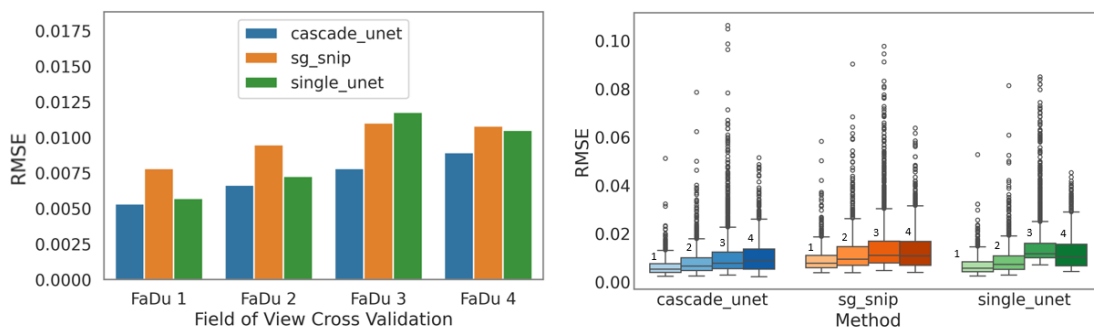 RMSE
0.0175
0.0150
0.0125
0.0100
0.0075
0.0050
0.0025
0.0000
cascade_unet
sg_snip
single_unet
FaDu 1 FaDu 2 FaDu 3 FaDu 4
Field of View Cross Validation
RMSE
0.10
0.08
0.06
0.04
0.02
0.00
1 2 3 4 1 2 3 4 1 2 3 4
cascade_unet sg_snip single_unet
Method